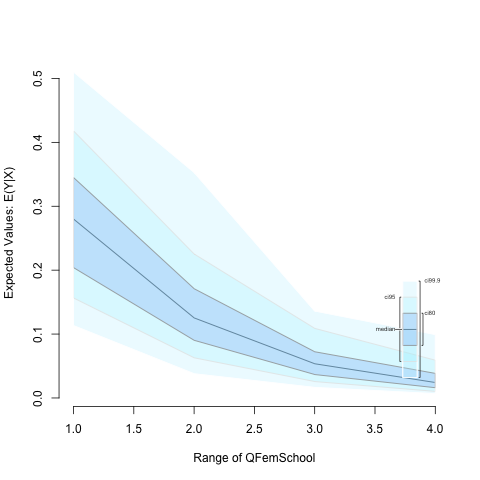 Expected Values: E(Y|X)
0.5
0.4
0.3
0.2
0.1
0.0
ci99.9
ci95
ci80
median
1.0 1.5 2.0 2.5 3.0 3.5 4.0
Range of QFemSchool